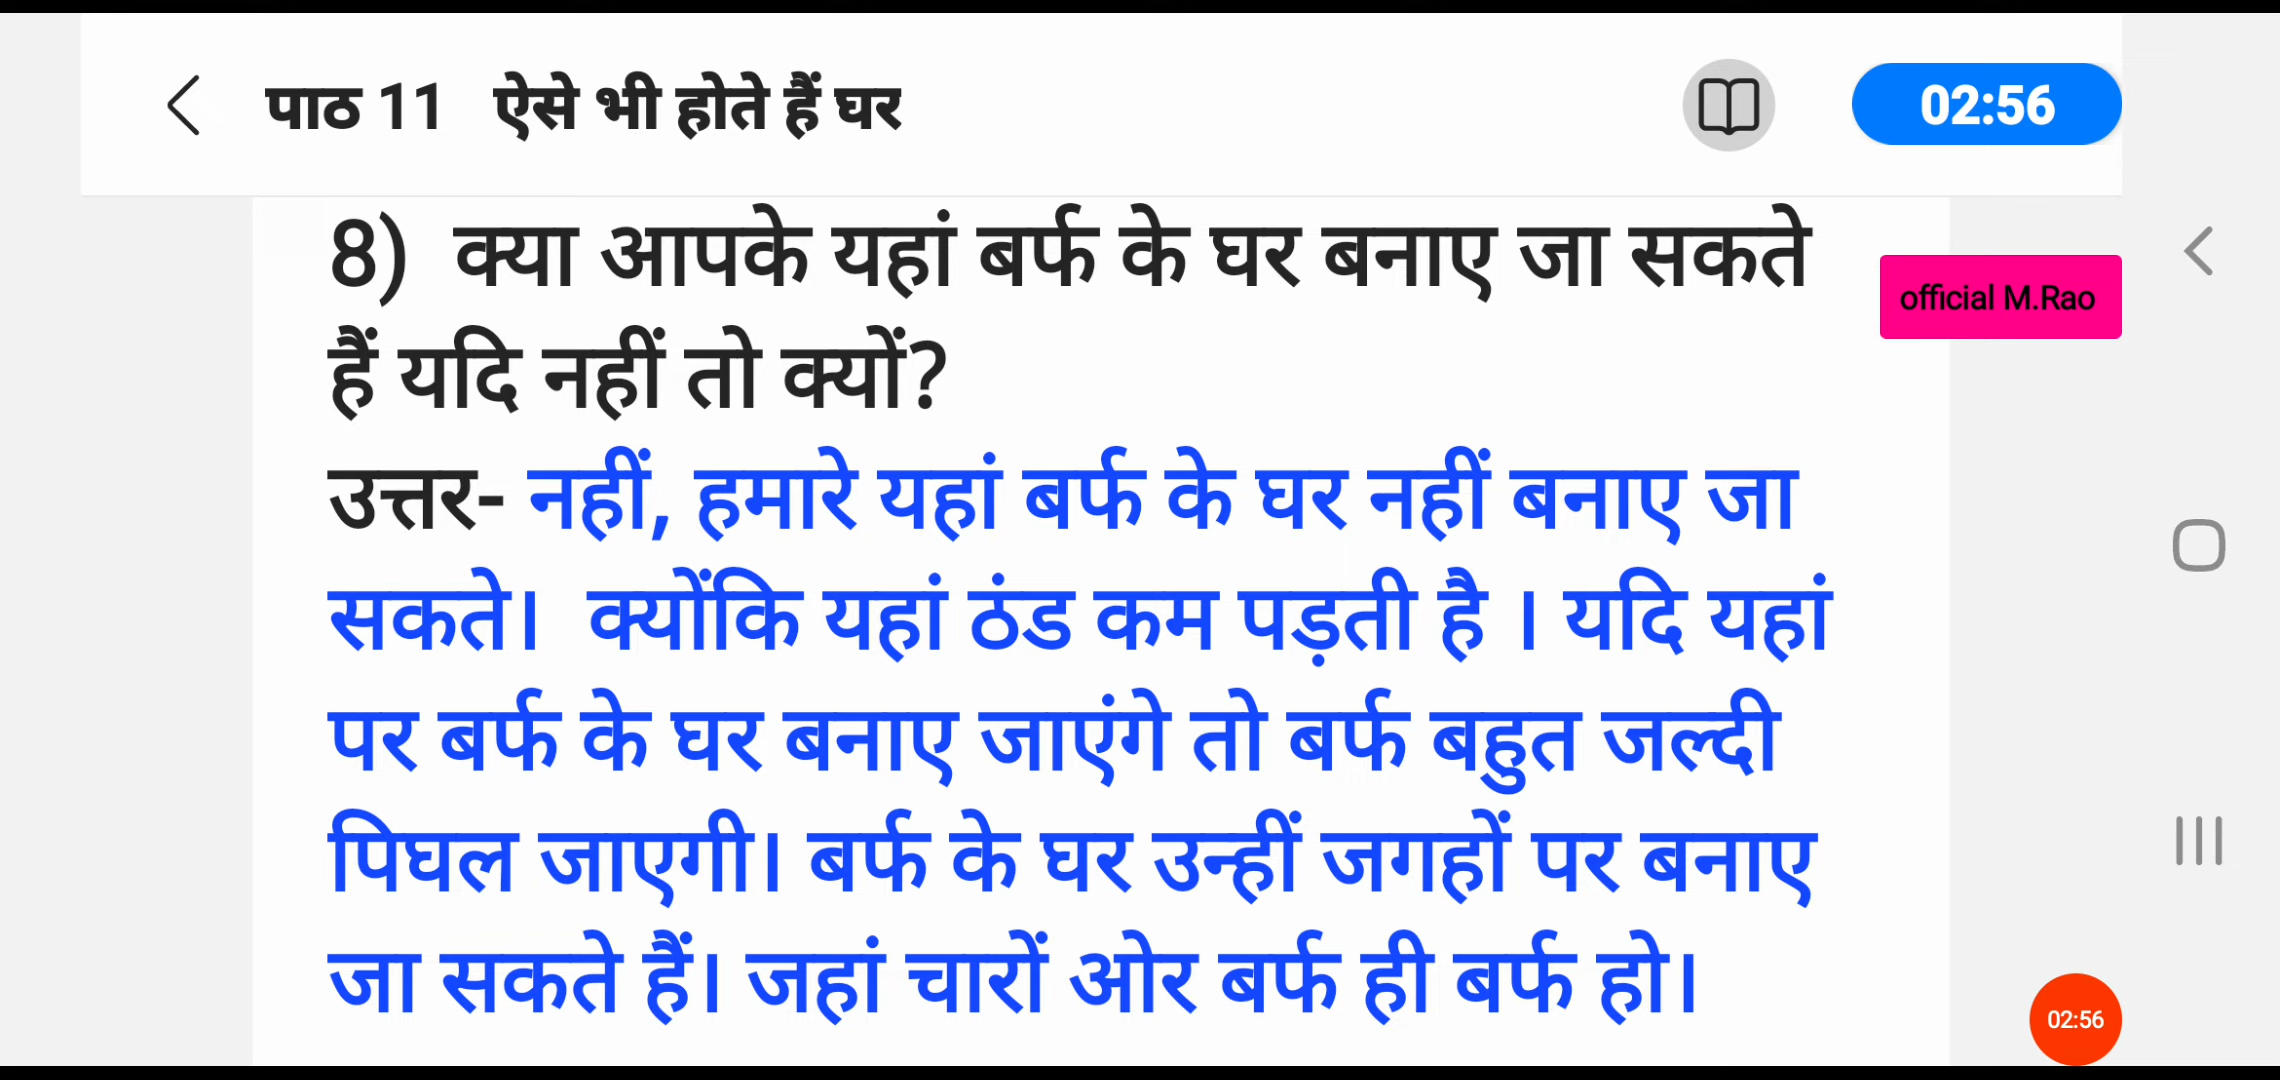 पाठ 11 ऐसे भी होते हैं घर
02:56
8) क्या आपके यहां बर्फ के घर बनाए जा सकते
official M.Rao
हैं यदि नहीं तो क्यों?
उत्तर- नहीं, हमारे यहां बर्फ के घर नहीं बनाए जा
सकते। क्योंकि यहां ठंड कम पड़ती है । यदि यहां
पर बर्फ के घर बनाए जाएंगे तो बर्फ बहुत जल्दी
पिघल जाएगी। बर्फ के घर उन्हीं जगहों पर बनाए
जा सकते हैं। जहां चारों ओर बर्फ ही बर्फ हो।
02:56